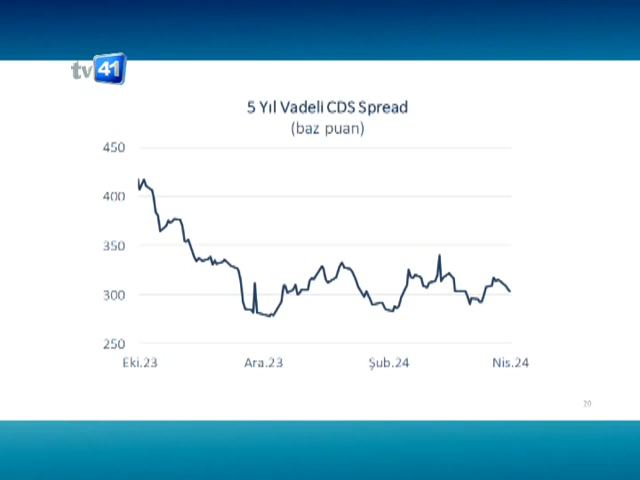 tv41
5 Yıl Vadeli CDS Spread
(baz puan)
450
400
350
300
250
Eki.23 Ara.23 Şub.24 Nis.24
20